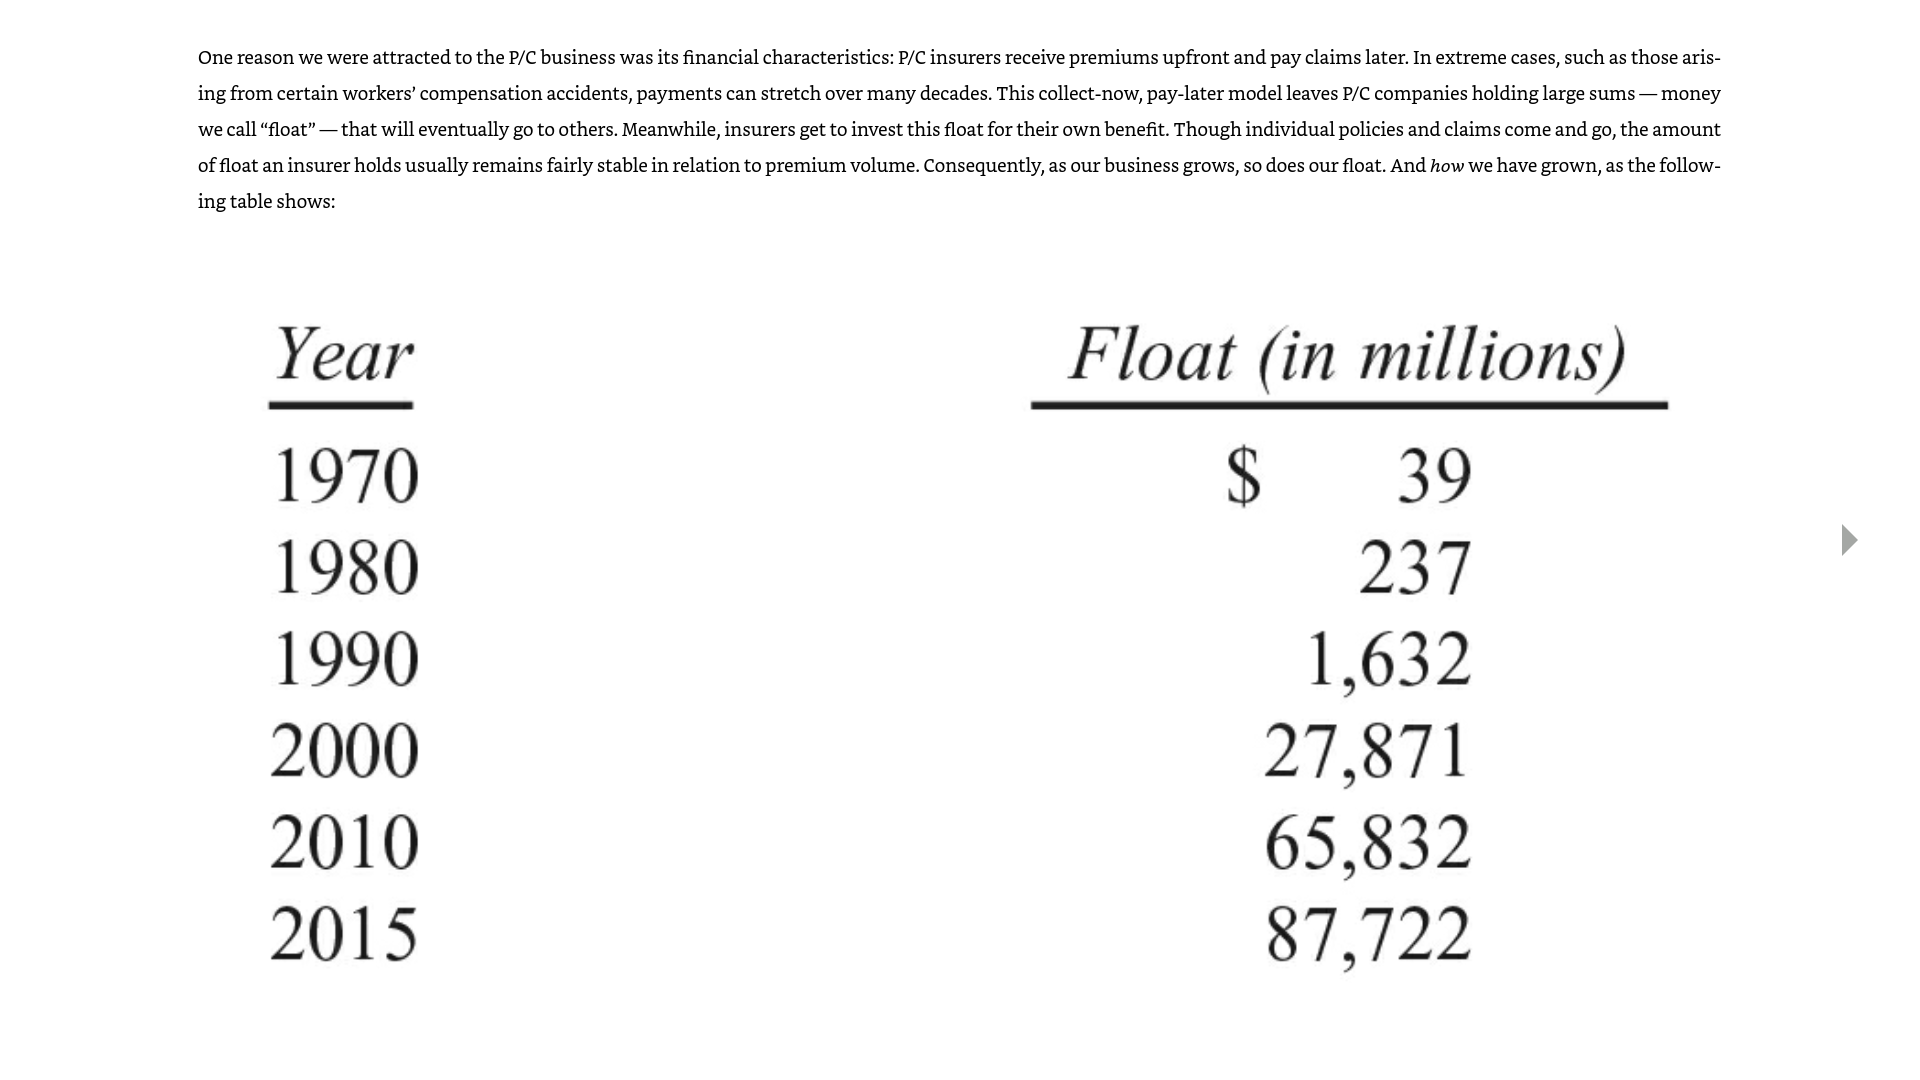 One reason we were attracted to the P/C business was its financial characteristics: P/C insurers receive premiums upfront and pay claims later. In extreme cases, such as those aris-
ing from certain workers’ compensation accidents, payments can stretch over many decades. This collect-now, pay-later model leaves P/C companies holding large sums — money
we call “float” — that will eventually go to others. Meanwhile, insurers get to invest this float for their own benefit. Though individual policies and claims come and go, the amount
of float an insurer holds usually remains fairly stable in relation to premium volume. Consequently, as our business grows, so does our float. And how we have grown, as the follow-
ing table shows:
Year Float (in millions)
1970 $ 39
1980 237
1990 1,632
2000 27,871
2010 65,832
2015 87,722